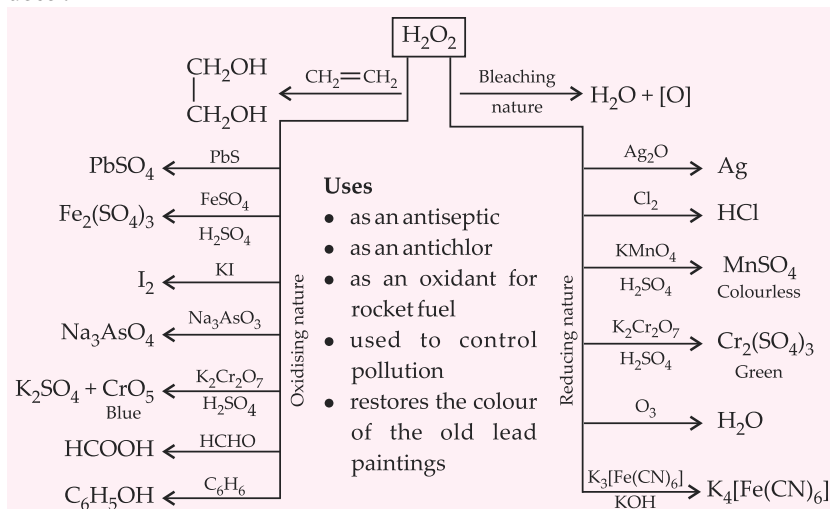 H₂O₂
CH₂OH
CH₂OH
CH₂=CH₂
Bleaching
nature
H₂O + [O]
Oxidising nature
PbSO₄
PbS
Fe₂(SO₄)₃
FeSO₄
H₂SO₄
I₂
KI
Na₃AsO₄
Na₃AsO₃
K₂SO₄ + CrO₅
Blue
K₂Cr₂O₇
H₂SO₄
HCOOH
HCHO
C₆H₅OH
C₆H₆
Uses
• as an antiseptic
• as an antichlor
• as an oxidant for
rocket fuel
• used to control
pollution
• restores the colour
of the old lead
paintings
Reducing nature
Ag₂O
Ag
Cl₂
HCl
KMnO₄
H₂SO₄
MnSO₄
Colourless
K₂Cr₂O₇
H₂SO₄
Cr₂(SO₄)₃
Green
O₃
H₂O
K₃[Fe(CN)₆]
KOH
K₄[Fe(CN)₆]